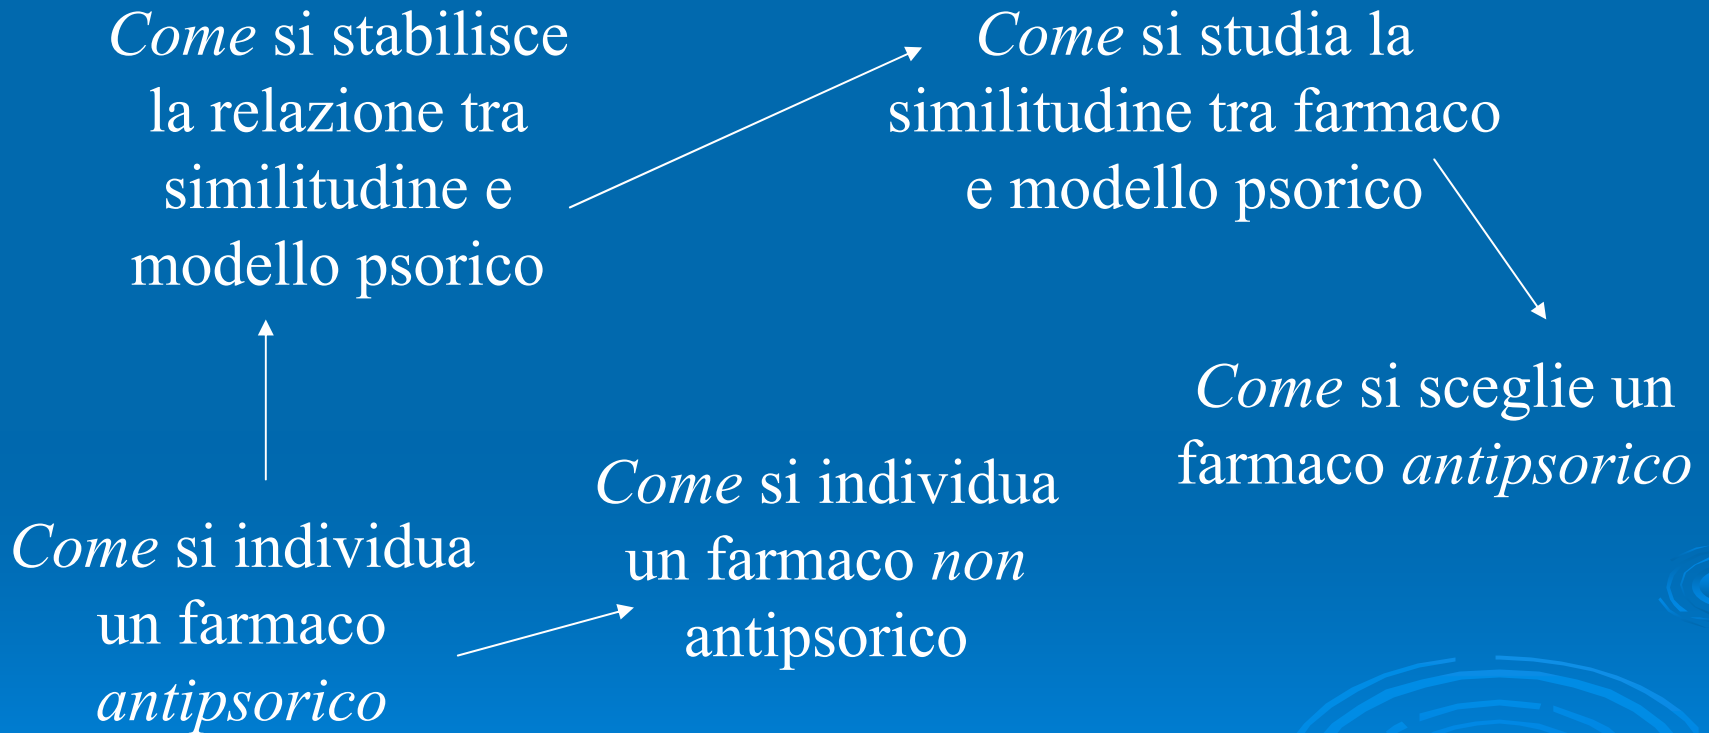 Come si stabilisce
la relazione tra
similitudine e
modello psorico
Come si studia la
similitudine tra farmaco
e modello psorico
Come si sceglie un
farmaco antipsorico
Come si individua
un farmaco non
antipsorico
Come si individua
un farmaco
antipsorico